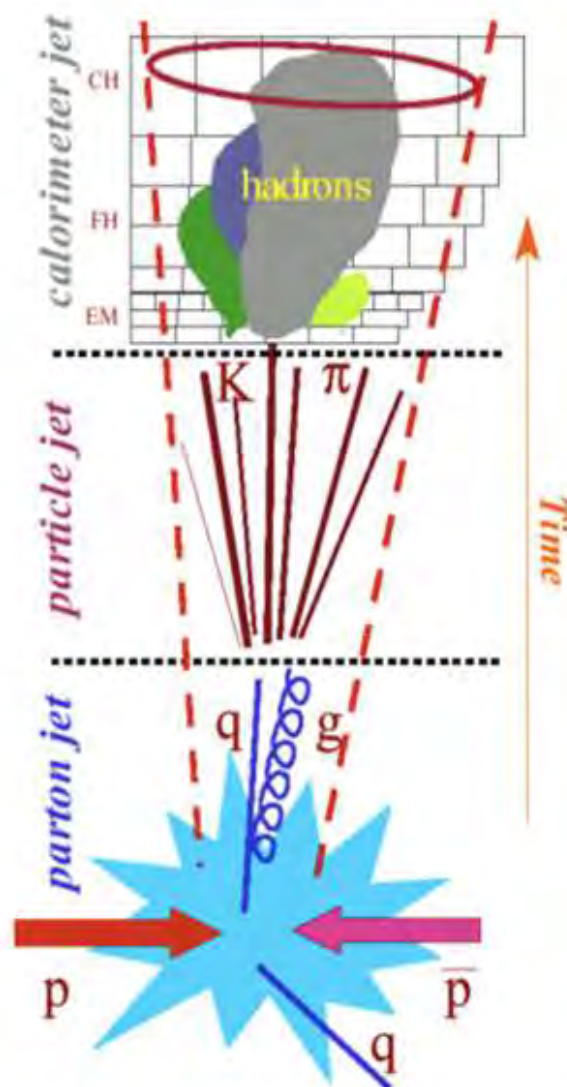 calorimeter jet
CH
FH
EM
hadrons
K
π
particle jet
Time
q
g
parton jet
p
p̅
q